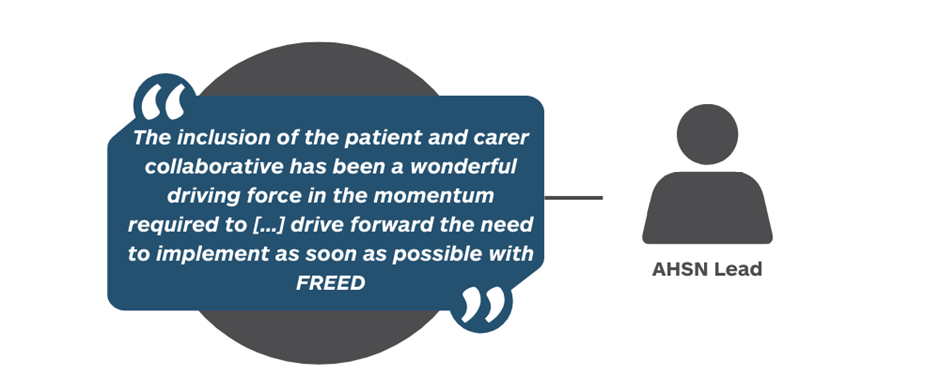 The inclusion of the patient and carer
collaborative has been a wonderful
driving force in the momentum
required to [...] drive forward the need
to implement as soon as possible with
FREED
AHSN Lead